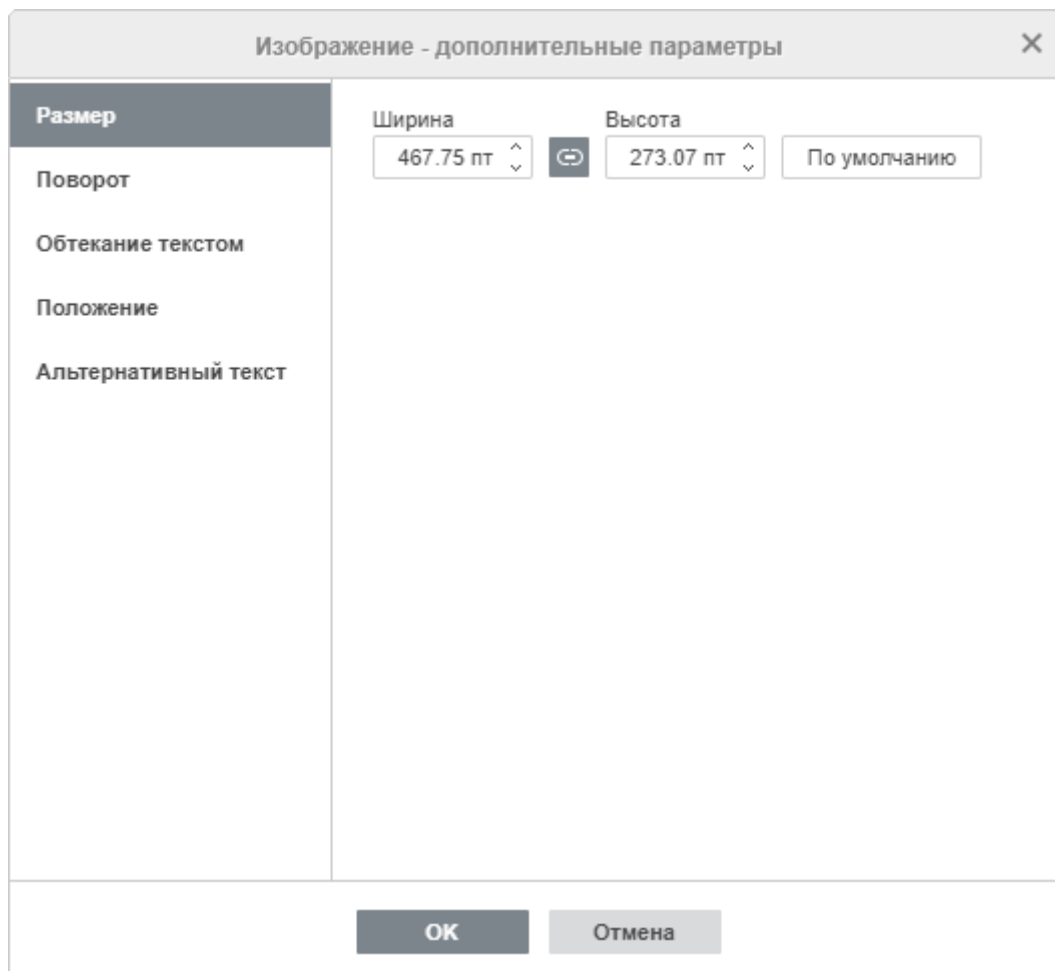 Изображение - дополнительные параметры
Размер
Поворот
Обтекание текстом
Положение
Альтернативный текст
Ширина Высота
467.75 пт 273.07 пт По умолчанию
OK Отмена